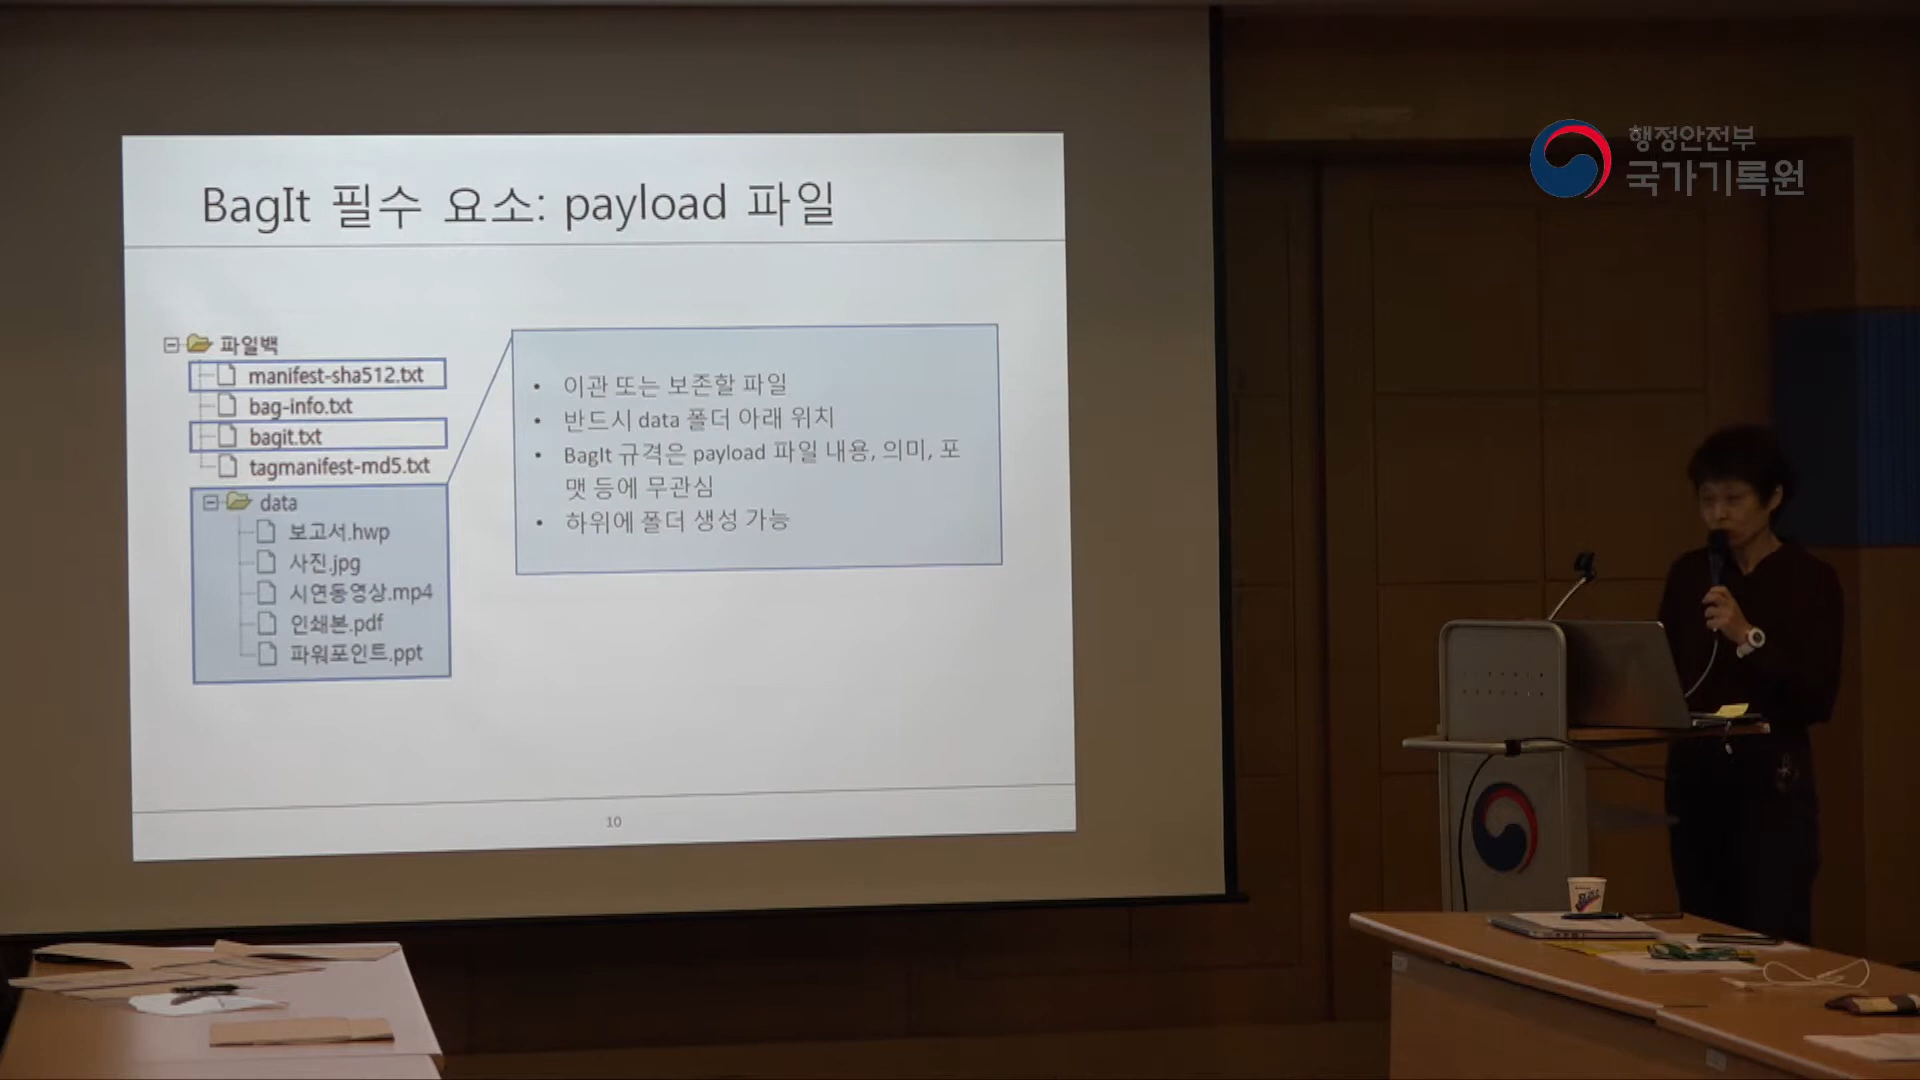 행정안전부
국가기록원
BagIt 필수 요소: payload 파일
파일백
manifest-sha512.txt
bag-info.txt
bagit.txt
tagmanifest-md5.txt
data
보고서.hwp
사진.jpg
시연동영상.mp4
인쇄본.pdf
파워포인트.ppt
• 이관 또는 보존할 파일
• 반드시 data 폴더 아래 위치
• BagIt 규격은 payload 파일 내용, 의미, 포
맷 등에 무관심
• 하위에 폴더 생성 가능
10